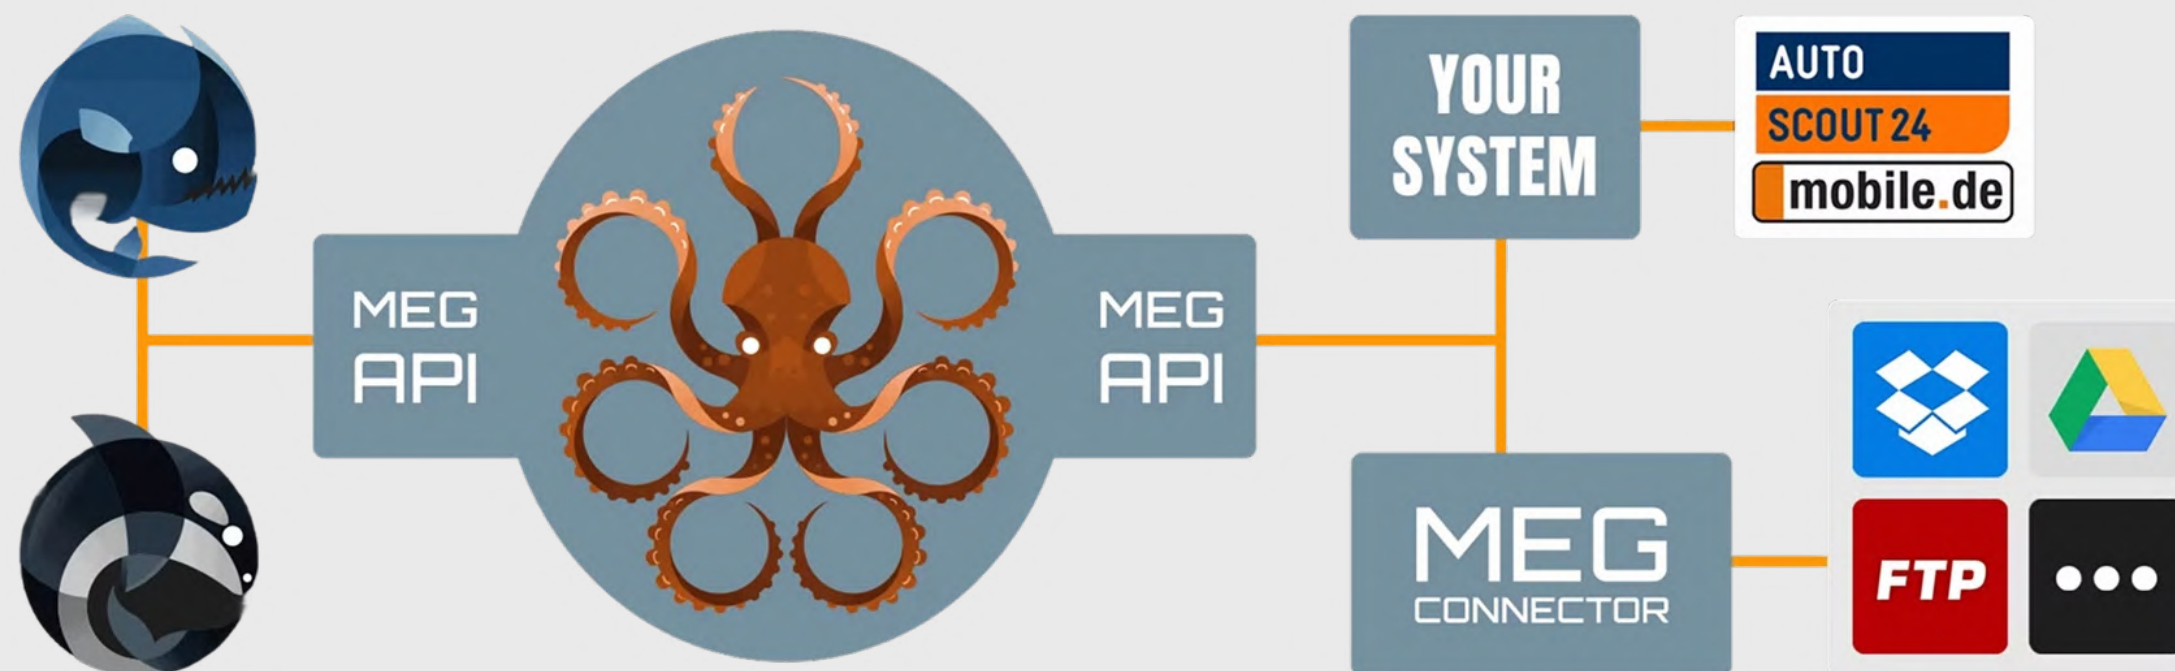 MEG
API
MEG
API
YOUR
SYSTEM
AUTO
SCOUT 24
mobile.de
MEG
CONNECTOR
FTP